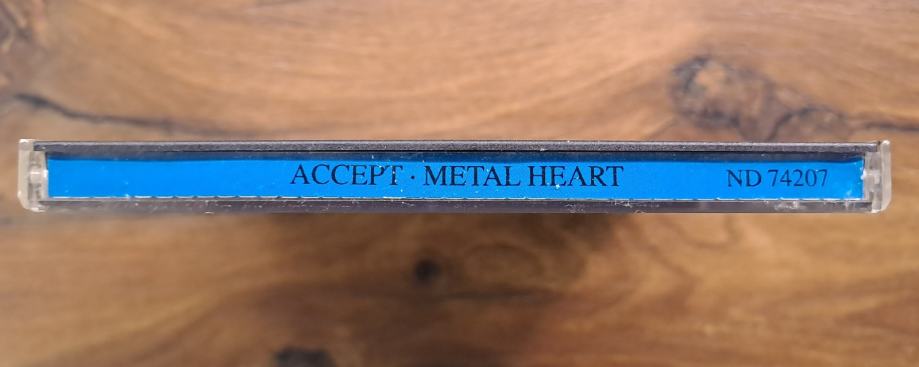 ACCEPT · METAL HEART ND 74207